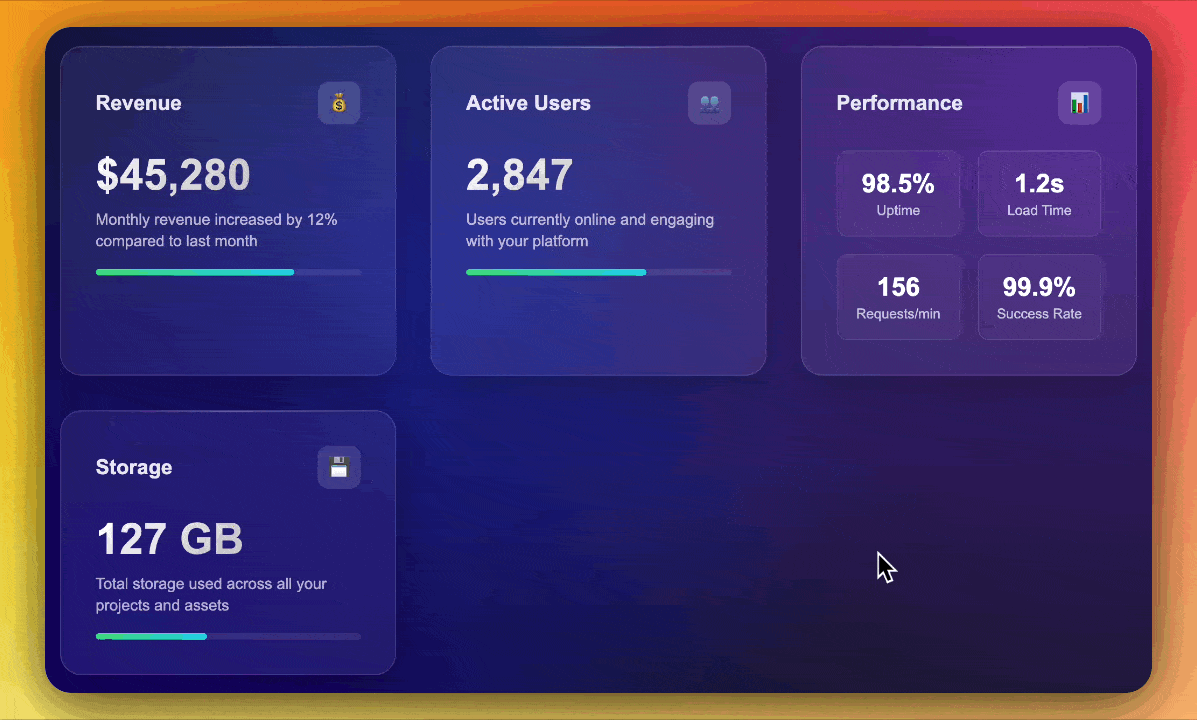 Revenue
$45,280
Monthly revenue increased by 12%
compared to last month
Active Users
2,847
Users currently online and engaging
with your platform
Performance
98.5%
Uptime
1.2s
Load Time
156
Requests/min
99.9%
Success Rate
Storage
127 GB
Total storage used across all your
projects and assets